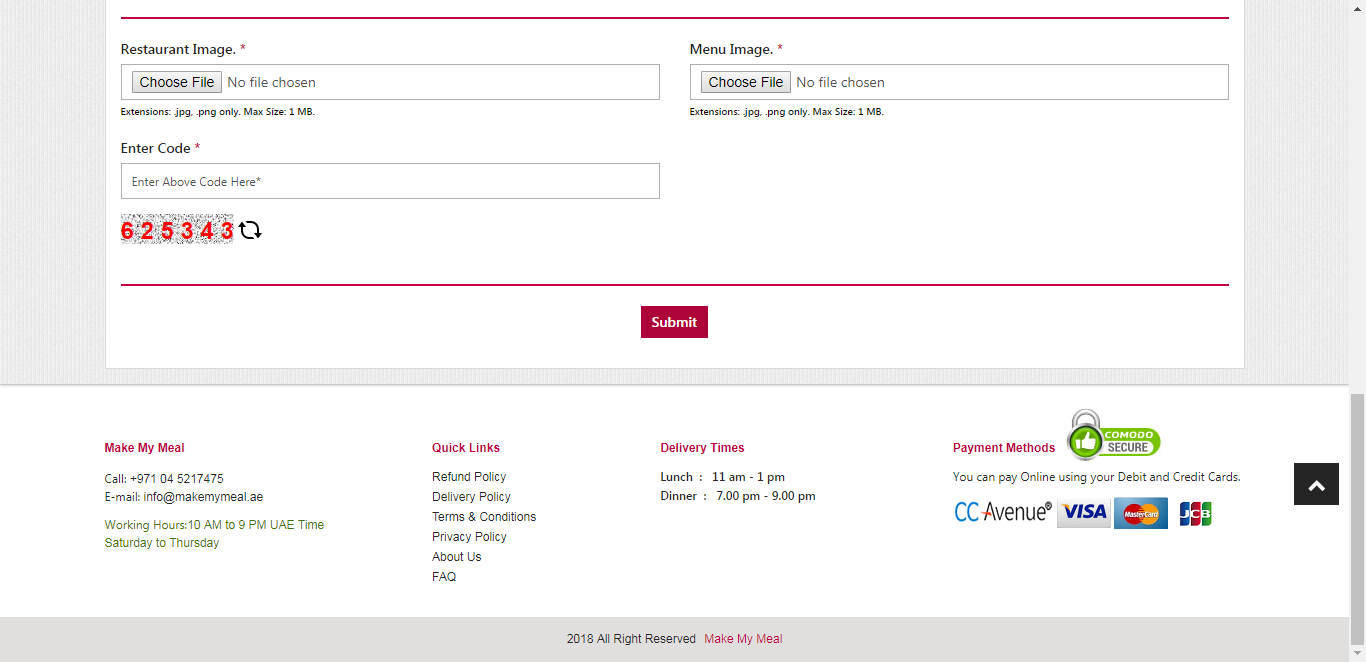 Restaurant Image. *
Menu Image. *
Choose File No file chosen
Choose File No file chosen
Extensions: .jpg, .png only. Max Size: 1 MB.
Extensions: .jpg, .png only. Max Size: 1 MB.
Enter Code *
Enter Above Code Here*
625343
Submit
Make My Meal
Call: +971 04 5217475
E-mail: info@makemymeal.ae
Working Hours:10 AM to 9 PM UAE Time
Saturday to Thursday
Quick Links
Refund Policy
Delivery Policy
Terms & Conditions
Privacy Policy
About Us
FAQ
Delivery Times
Lunch : 11 am - 1 pm
Dinner : 7.00 pm - 9.00 pm
Payment Methods
COMODO
SECURE
You can pay Online using your Debit and Credit Cards.
CC Avenue® VISA MasterCard JCB
2018 All Right Reserved Make My Meal